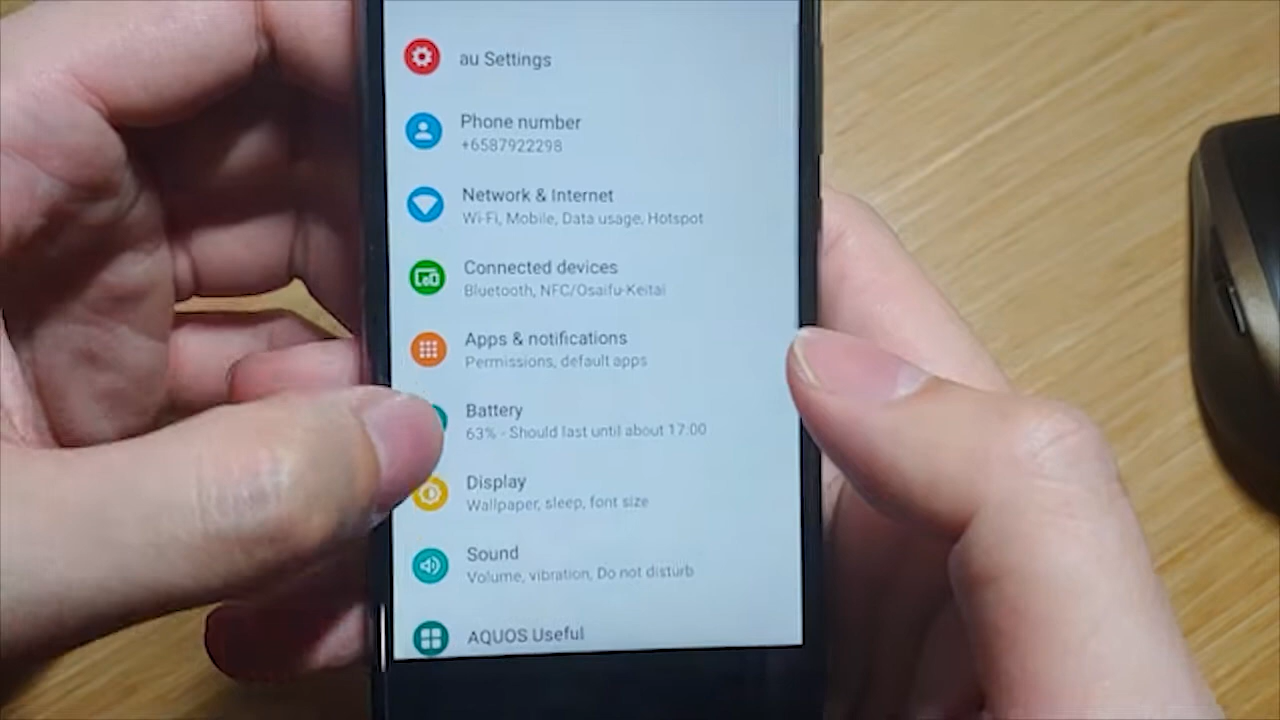 au Settings
Phone number
+6587922298
Network & Internet
Wi-Fi, Mobile, Data usage, Hotspot
Connected devices
Bluetooth, NFC/Osaifu-Keitai
Apps & notifications
Permissions, default apps
Battery
63% - Should last until about 17:00
Display
Wallpaper, sleep, font size
Sound
Volume, vibration, Do not disturb
AQUOS Useful